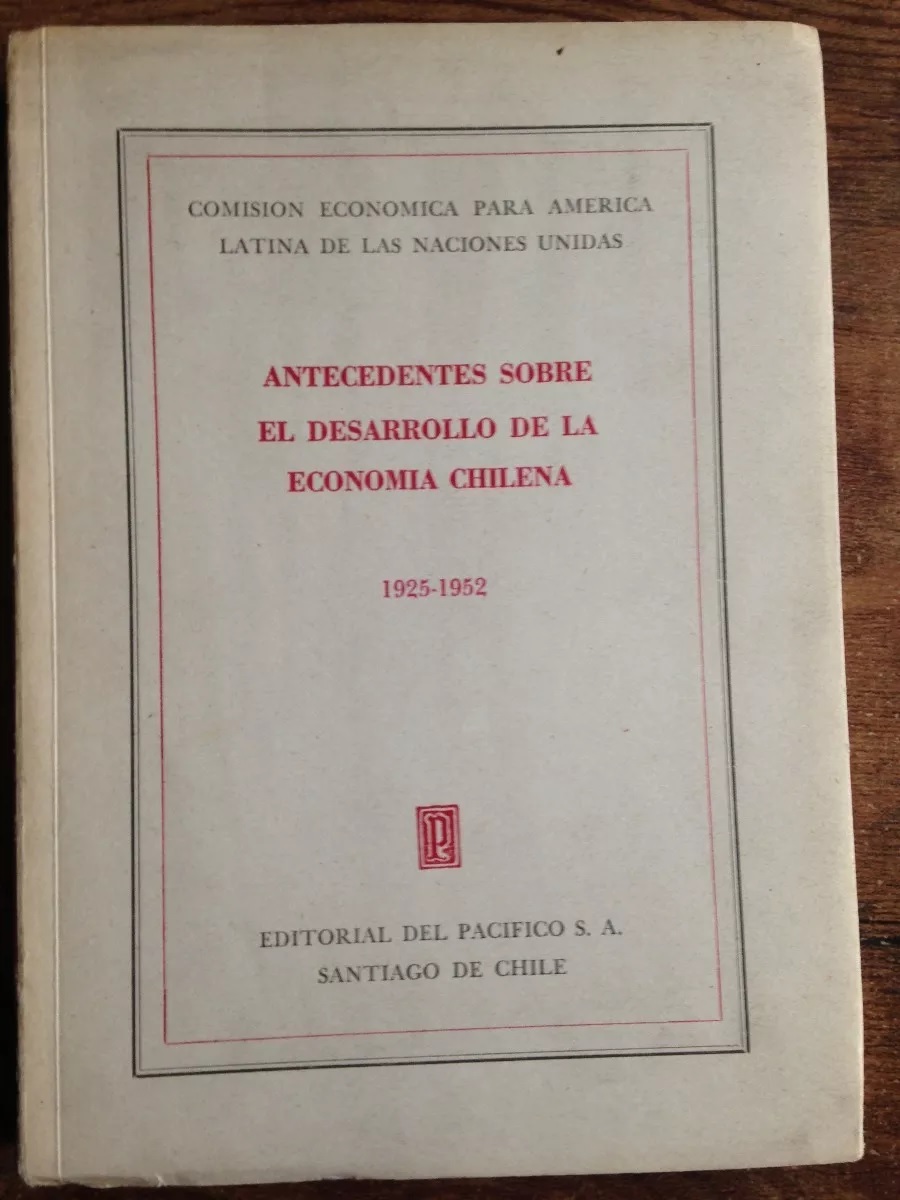 COMISION ECONOMICA PARA AMERICA
LATINA DE LAS NACIONES UNIDAS
ANTECEDENTES SOBRE
EL DESARROLLO DE LA
ECONOMIA CHILENA
1925-1952
P
EDITORIAL DEL PACIFICO S. A.
SANTIAGO DE CHILE